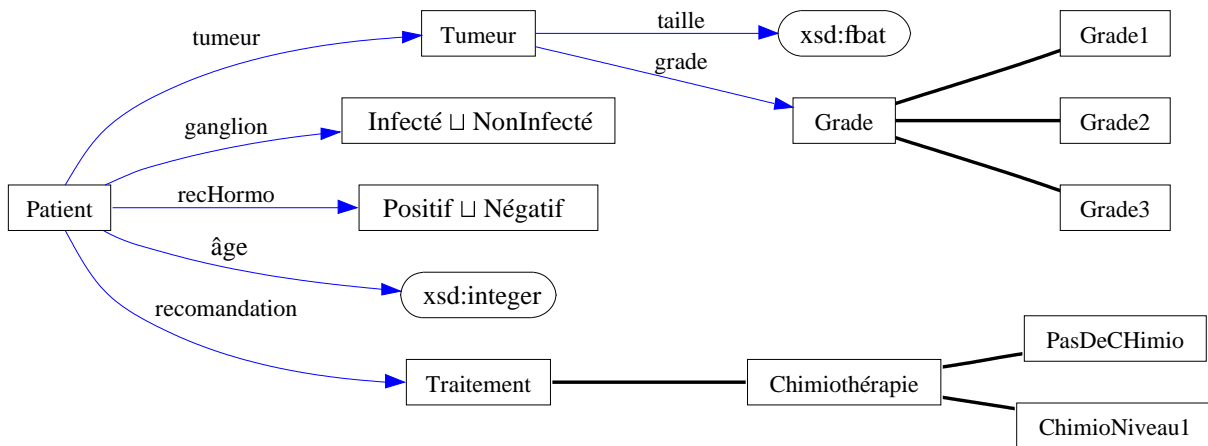 tumeur
Tumeur
taille
xsd:float
grade
Grade
Grade1
Grade2
Grade3
ganglion
Infecté ⊔ NonInfecté
Patient
recHormo
Positif ⊔ Négatif
âge
xsd:integer
recomandation
Traitement
Chimiothérapie
PasDeCHimio
ChimioNiveau1